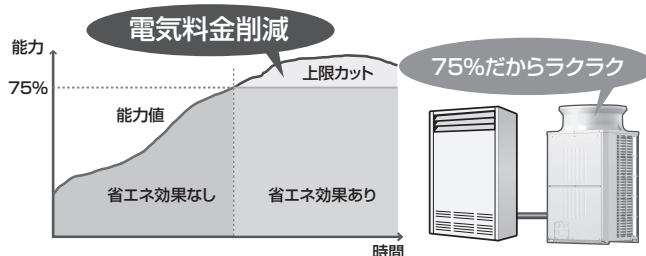 電気料金削減
能力
75%
能力値
上限カット
省エネ効果なし
省エネ効果あり
時間
75%だからラクラク